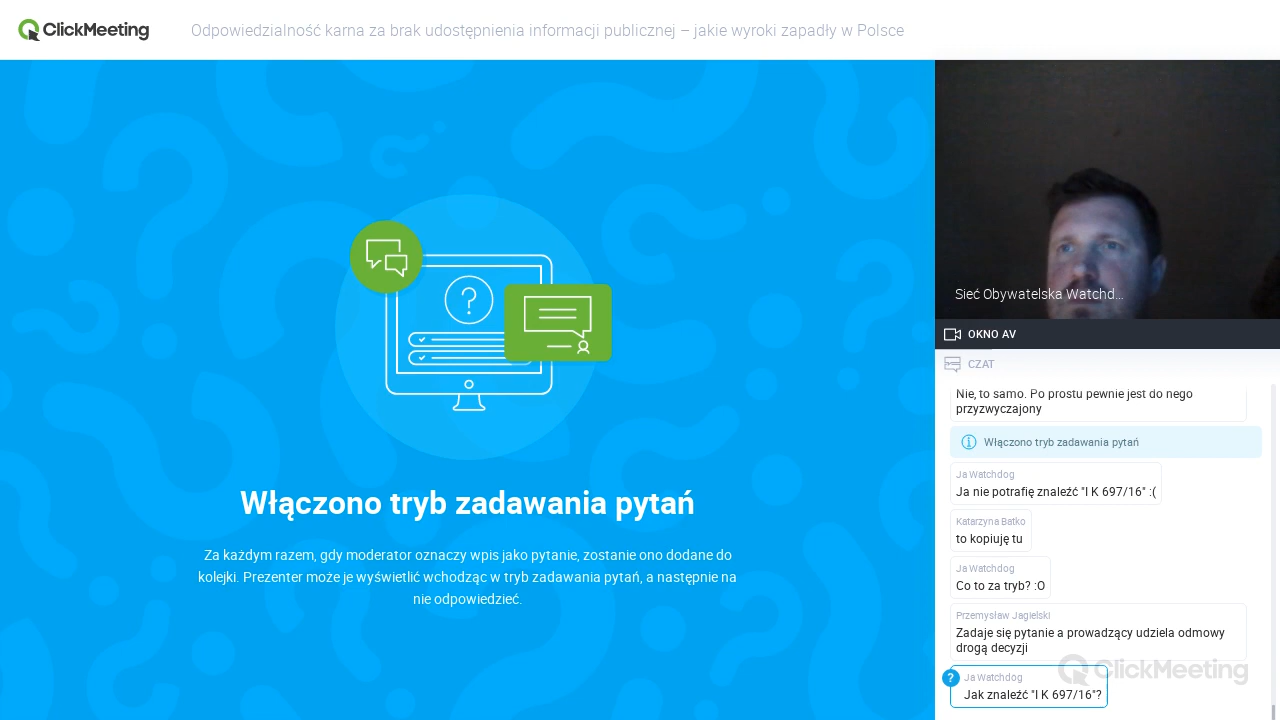 ClickMeeting
Odpowiedzialność karna za brak udostępnienia informacji publicznej – jakie wyroki zapadły w Polsce
Włączono tryb zadawania pytań
Za każdym razem, gdy moderator oznaczy wpis jako pytanie, zostanie ono dodane do
kolejki. Prezenter może je wyświetlić wchodząc w tryb zadawania pytań, a następnie na
nie odpowiedzieć.
Sieć Obywatelska Watchd...
OKNO AV
CZAT
Nie, to samo. Po prostu pewnie jest do nego
przyzwyczajony
Włączono tryb zadawania pytań
Ja Watchdog
Ja nie potrafię znaleźć "I K 697/16" :(
Katarzyna Batko
to kopiuję tu
Ja Watchdog
Co to za tryb? :O
Przemysław Jagielski
Zadaje się pytanie a prowadzący udziela odmowy
drogą decyzji
ClickMeeting
Ja Watchdog
Jak znaleźć "I K 697/16"?